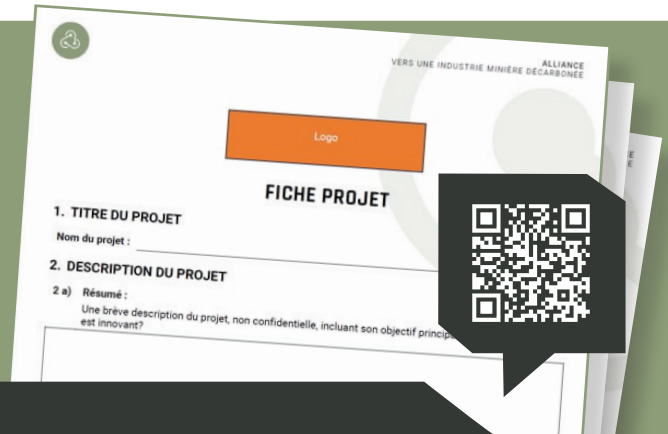 ALLIANCE
VERS UNE INDUSTRIE MINIÈRE DÉCARBONÉE
Logo
FICHE PROJET
1. TITRE DU PROJET
Nom du projet :
2. DESCRIPTION DU PROJET
2 a) Résumé :
Une brève description du projet, non confidentielle, incluant son objectif
est innovant?
E
E